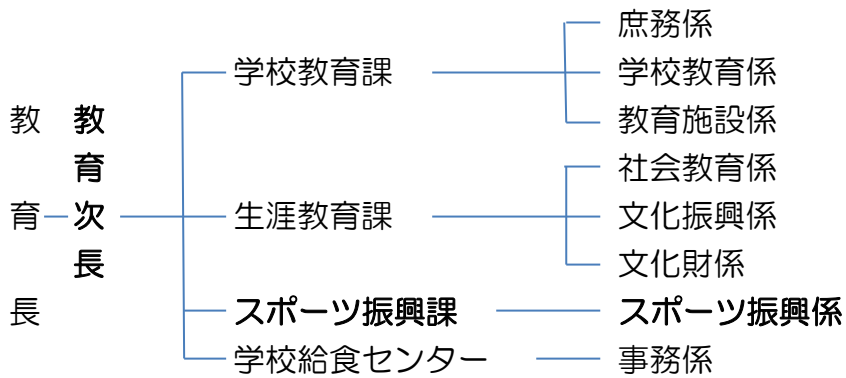 教育長
教育次長
学校教育課
庶務係
学校教育係
教育施設係
生涯教育課
社会教育係
文化振興係
文化財係
スポーツ振興課
スポーツ振興係
学校給食センター
事務係